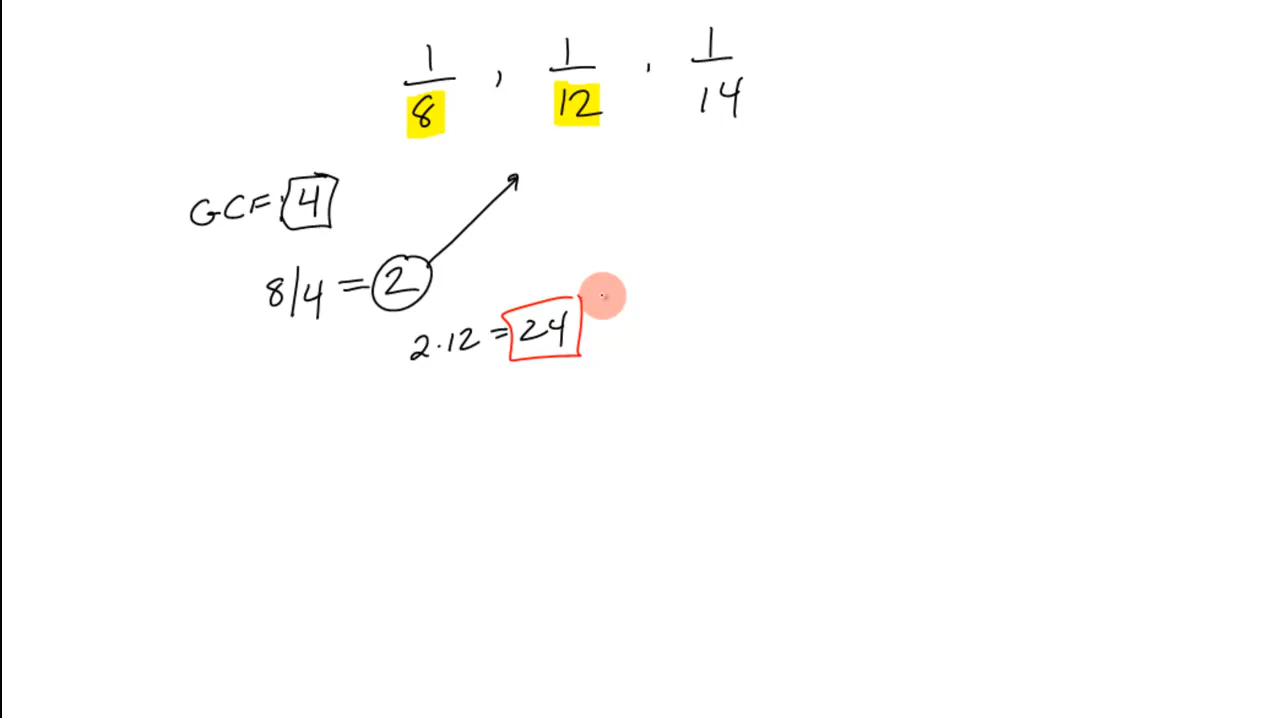 1/8 , 1/12 . 1/14
GCF = 4
8/4 = 2
2·12 = 24